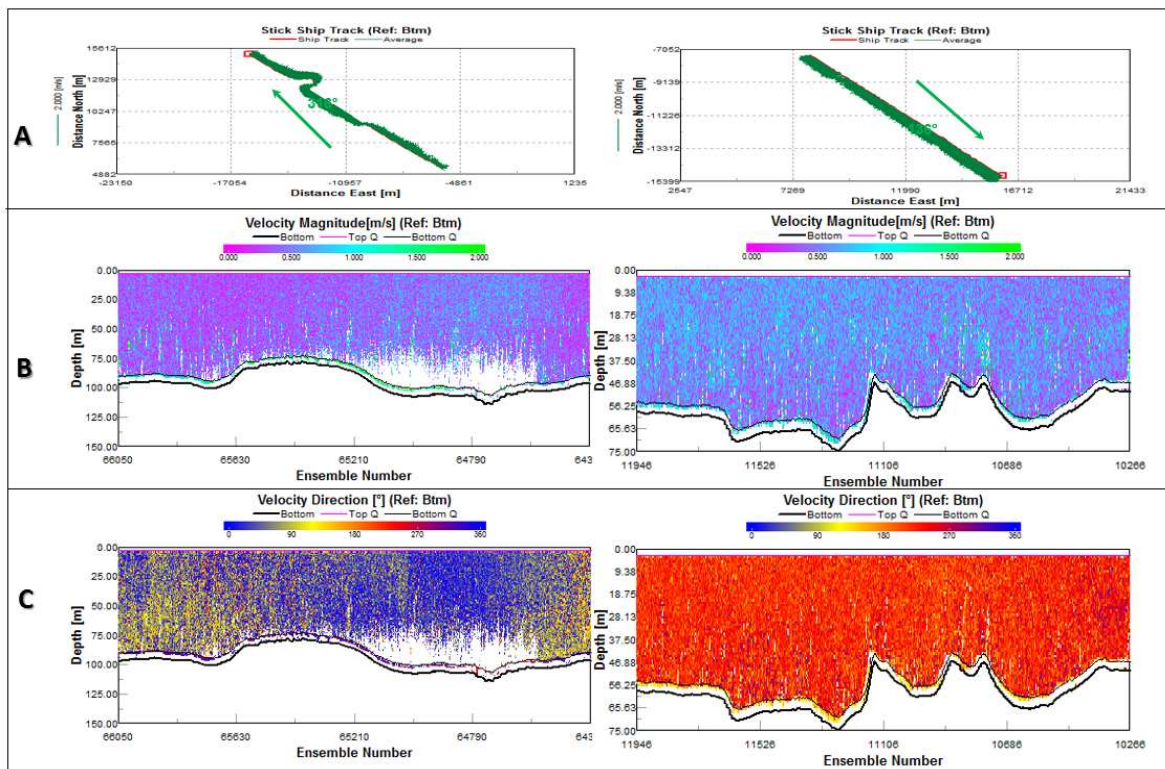 A
Stick Ship Track (Ref: Btm)
Ship Track Average
2.000 [m/s]
Distance North [m]
16612
12929
10247
7565
4882
-23160 -17054 -10957 -4861 1236
Distance East [m]
Stick Ship Track (Ref: Btm)
Ship Track Average
2.000 [m/s]
Distance North [m]
-7052
-9139
-11226
-13312
-15399
2547 7269 11990 16712 21433
Distance East [m]
B
Velocity Magnitude[m/s] (Ref: Btm)
Bottom Top Q Bottom Q
0.000 0.500 1.000 1.500 2.000
Depth [m]
0.00
25.00
50.00
75.00
100.00
125.00
150.00
66050 65630 65210 64790 643
Ensemble Number
Velocity Magnitude[m/s] (Ref: Btm)
Bottom Top Q Bottom Q
0.000 0.500 1.000 1.500 2.000
Depth [m]
0.00
9.38
18.75
28.13
37.50
46.88
56.25
65.63
75.00
11946 11526 11106 10686 10266
Ensemble Number
C
Velocity Direction [°] (Ref: Btm)
Bottom Top Q Bottom Q
0 90 180 270 360
Depth [m]
0.00
25.00
50.00
75.00
100.00
125.00
150.00
66050 65630 65210 64790 643
Ensemble Number
Velocity Direction [°] (Ref: Btm)
Bottom Top Q Bottom Q
0 90 180 270 360
Depth [m]
0.00
9.38
18.75
28.13
37.50
46.88
56.25
65.63
75.00
11946 11526 11106 10686 10266
Ensemble Number